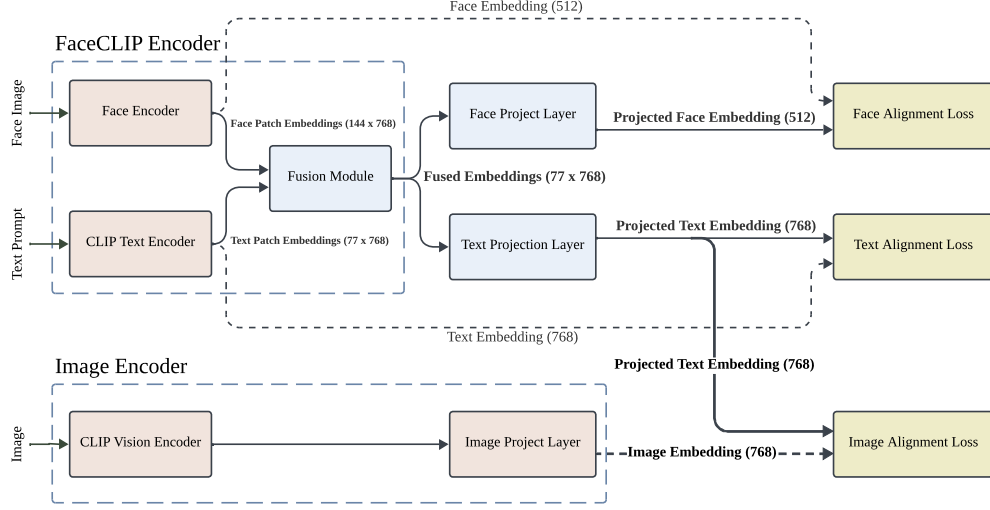 Face Embedding (512)
FaceCLIP Encoder
Face Image
Face Encoder
Face Patch Embeddings (144 x 768)
Face Project Layer
Projected Face Embedding (512)
Face Alignment Loss
Fusion Module
Fused Embeddings (77 x 768)
Text Prompt
CLIP Text Encoder
Text Patch Embeddings (77 x 768)
Text Projection Layer
Projected Text Embedding (768)
Text Alignment Loss
Text Embedding (768)
Image Encoder
Projected Text Embedding (768)
Image
CLIP Vision Encoder
Image Project Layer
Image Embedding (768)
Image Alignment Loss